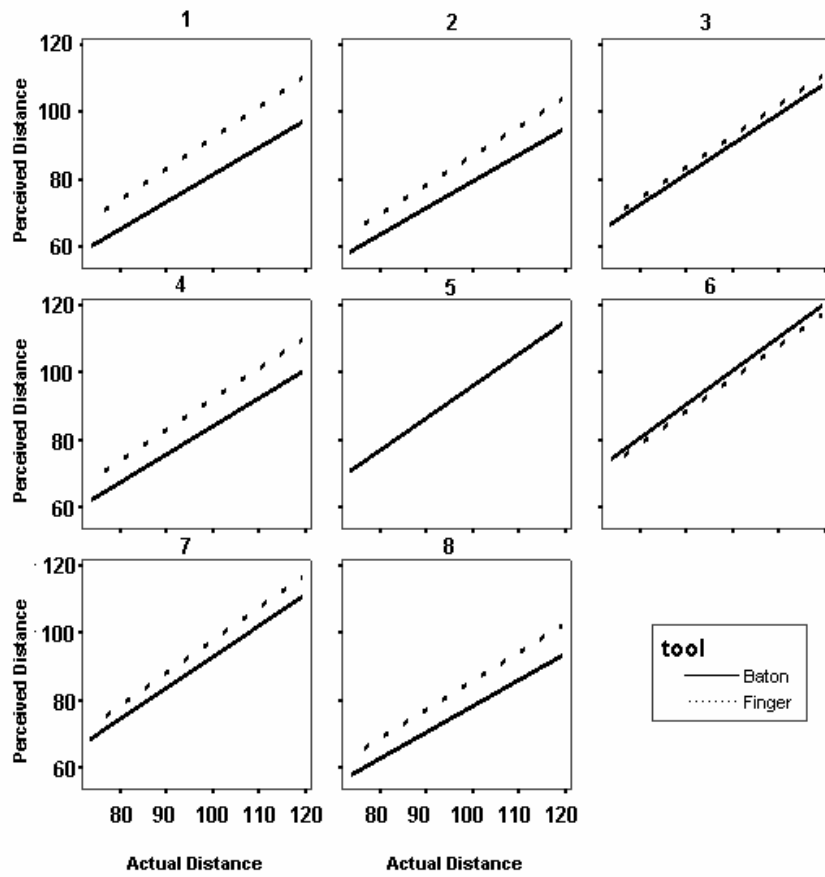 1 2 3
120
100
80
60
Perceived Distance
4 5 6
120
100
80
60
Perceived Distance
7 8
120
100
80
60
Perceived Distance
tool
Baton
Finger
80 90 100 110 120 80 90 100 110 120
Actual Distance Actual Distance